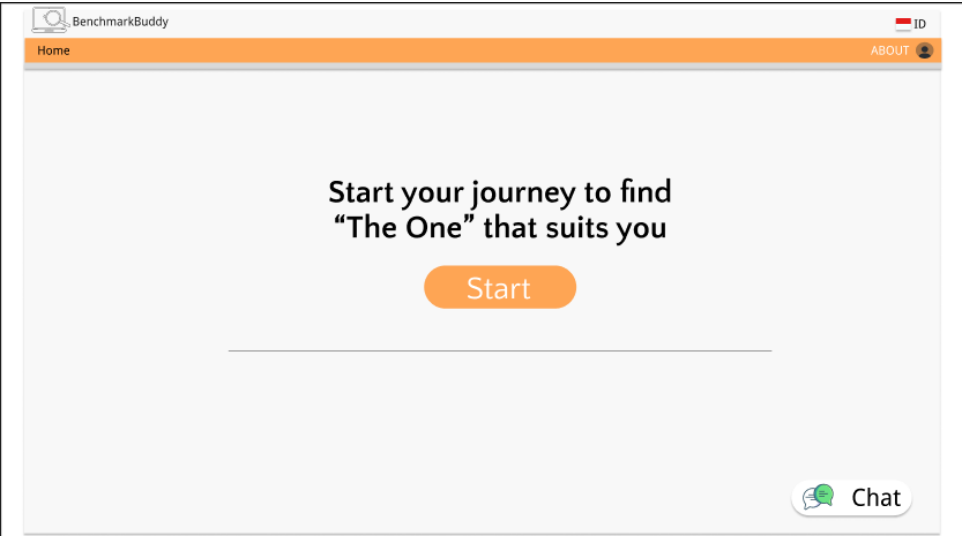 BenchmarkBuddy
ID
Home
ABOUT
Start your journey to find
“The One” that suits you
Start
Chat